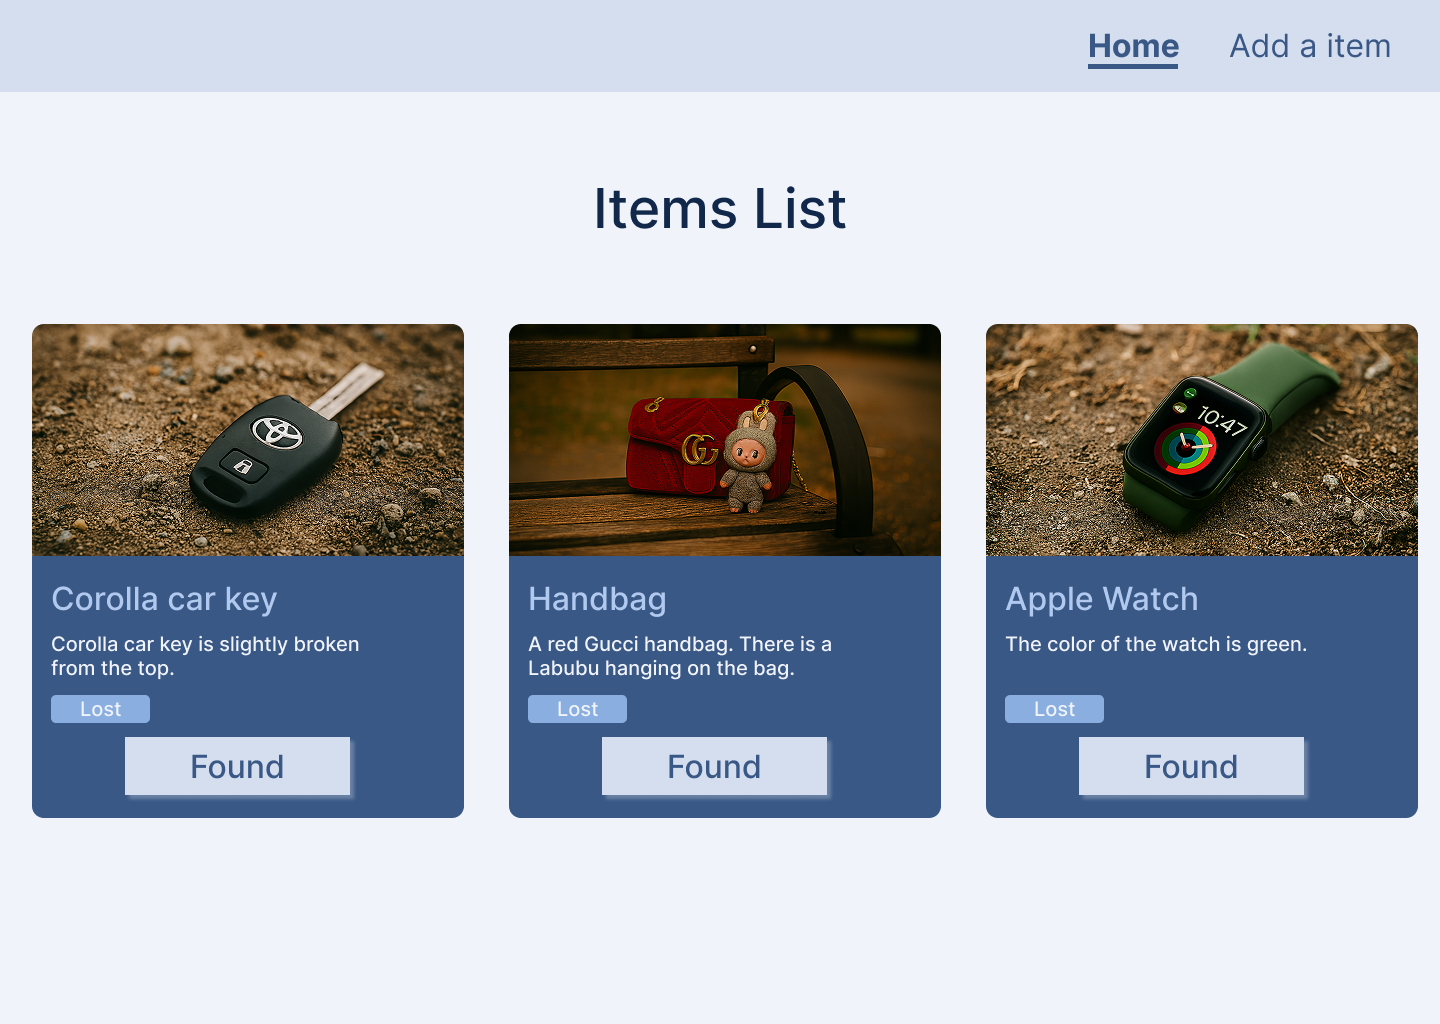 Home
Add a item
Items List
10:47
Corolla car key
Corolla car key is slightly broken
from the top.
Lost
Found
Handbag
A red Gucci handbag. There is a
Labubu hanging on the bag.
Lost
Found
Apple Watch
The color of the watch is green.
Lost
Found